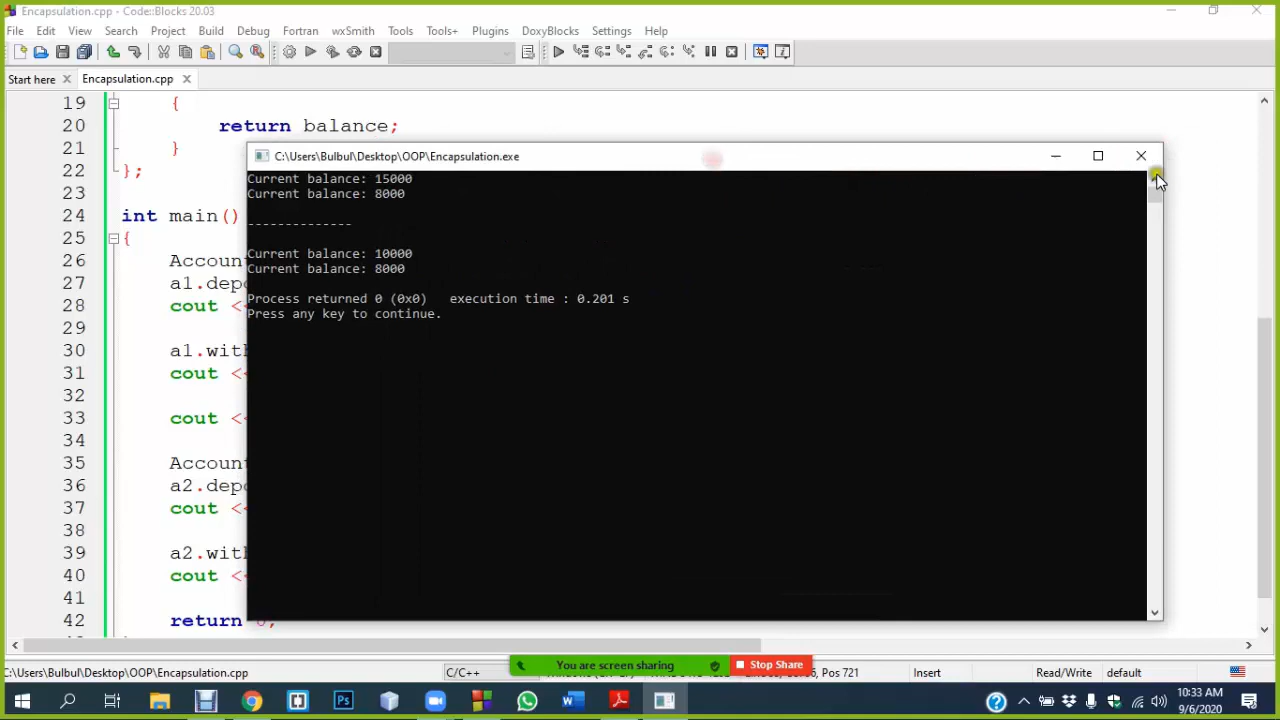 Encapsulation.cpp - Code::Blocks 20.03
File Edit View Search Project Build Debug Fortran wxSmith Tools Tools+ Plugins DoxyBlocks Settings Help
Start here Encapsulation.cpp
19 {
20 return balance;
21 }
22 };
23
24 int main()
25 {
26 Account
27 a1.depo
28 cout <<
29
30 a1.with
31 cout <<
32
33 cout <<
34
35 Account
36 a2.depo
37 cout <<
38
39 a2.with
40 cout <<
41
42 return 0;
C:\Users\Bulbul\Desktop\OOP\Encapsulation.exe
Current balance: 15000
Current balance: 8000
--------------
Current balance: 10000
Current balance: 8000
Process returned 0 (0x0) execution time : 0.201 s
Press any key to continue.
C:\Users\Bulbul\Desktop\OOP\Encapsulation.cpp C/C++ Pos 721 Insert Read/Write default
You are screen sharing Stop Share
10:33 AM
9/6/2020